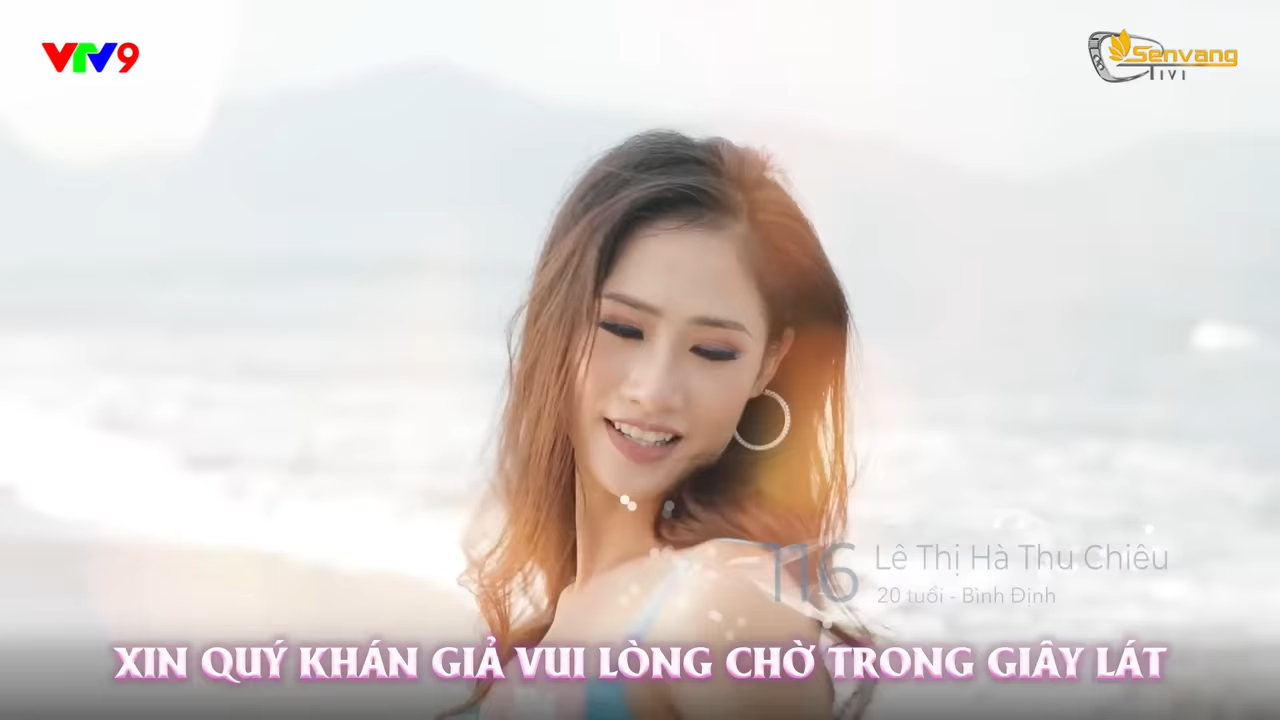 VTV9
Senvang
TIVI
116
Lê Thị Hà Thu Chiêu
20 tuổi - Bình Định
XIN QUÝ KHÁN GIẢ VUI LÒNG CHỜ TRONG GIÂY LÁT